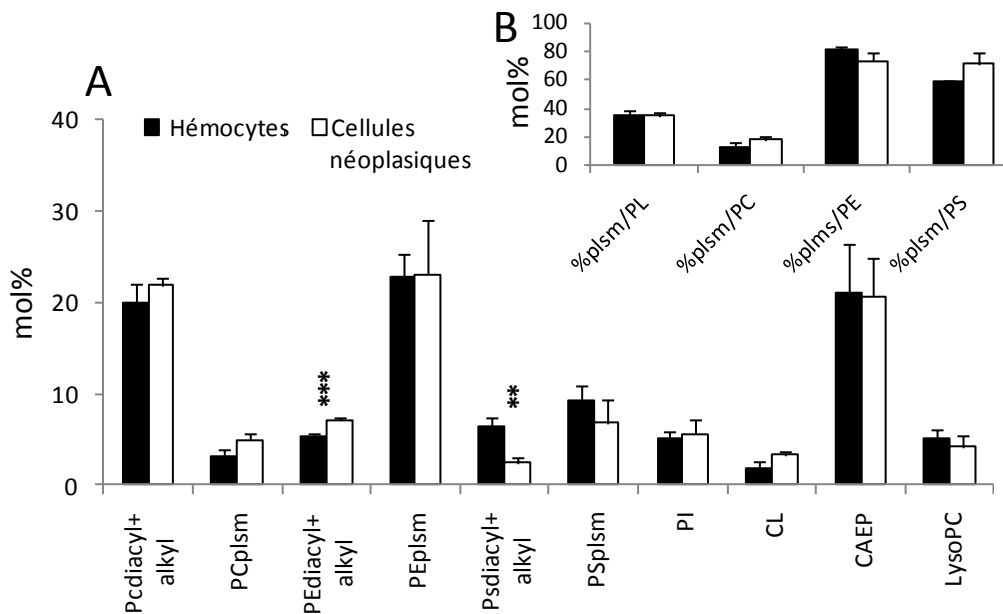 B
100
80
60
40
20
0
mol%
%plsm/PL
%plsm/PC
%plms/PE
%plsm/PS
A
Hémocytes
Cellules
néoplasiques
40
30
20
10
0
mol%
***
**
Pcdiacyl+
alkyl
PCplsm
PEdiacyl+
alkyl
PEplsm
Psdiacyl+
alkyl
PSplsm
PI
CL
CAEP
LysoPC